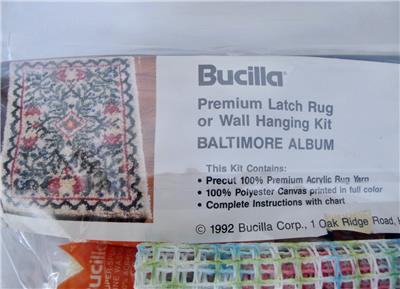 Bucilla®
Premium Latch Rug
or Wall Hanging Kit
BALTIMORE ALBUM
This Kit Contains:
• Precut 100% Premium Acrylic Rug Yarn
• 100% Polyester Canvas printed in full color
• Complete Instructions with chart
© 1992 Bucilla Corp., 1 Oak Ridge Road, H
Bucilla